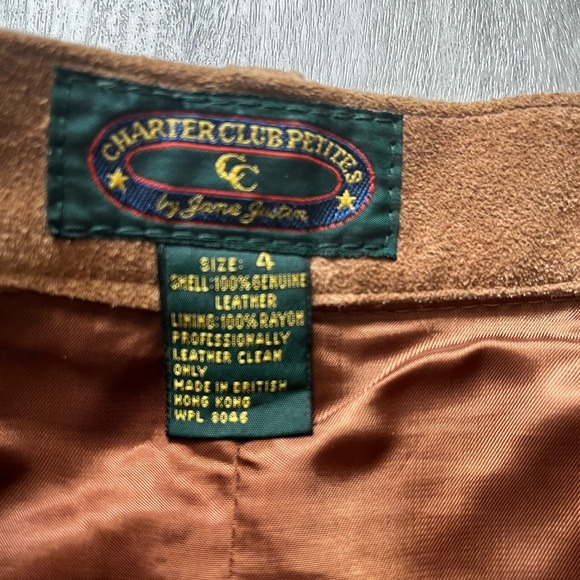 CHARTER CLUB PETITES
CC
by Jane Justin
SIZE: 4
SHELL:100% GENUINE
LEATHER
LINING:100% RAYON
PROFESSIONALLY
LEATHER CLEAN
ONLY
MADE IN BRITISH
HONG KONG
WPL 8046